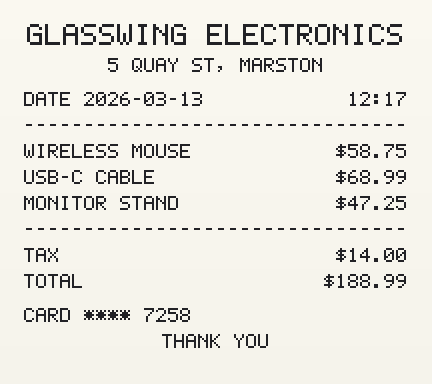 GLASSWING ELECTRONICS
5 QUAY ST, MARSTON
DATE 2026-03-13 12:17
--------------------------------
WIRELESS MOUSE $58.75
USB-C CABLE $68.99
MONITOR STAND $47.25
--------------------------------
TAX $14.00
TOTAL $188.99
CARD **** 7258
THANK YOU